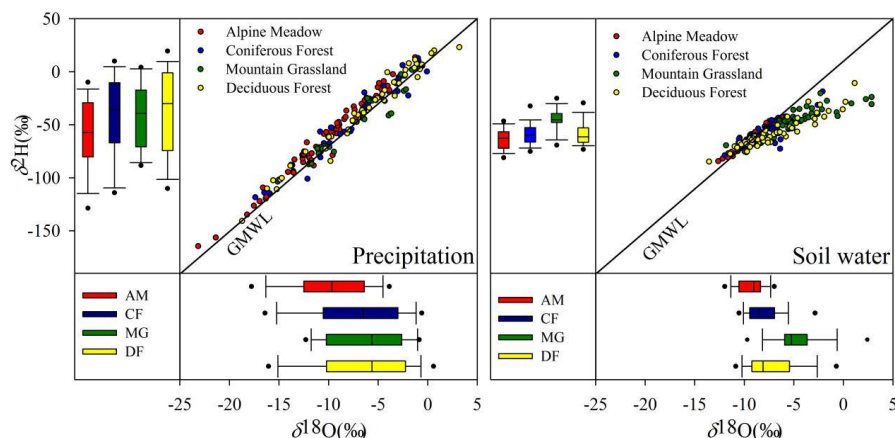 50
0
-50
-100
-150
δ²H(‰)
Alpine Meadow
Coniferous Forest
Mountain Grassland
Deciduous Forest
GMWL
Precipitation
AM
CF
MG
DF
-25 -20 -15 -10 -5 0 5
δ¹⁸O(‰)
Alpine Meadow
Coniferous Forest
Mountain Grassland
Deciduous Forest
GMWL
Soil water
AM
CF
MG
DF
-25 -20 -15 -10 -5 0 5
δ¹⁸O(‰)